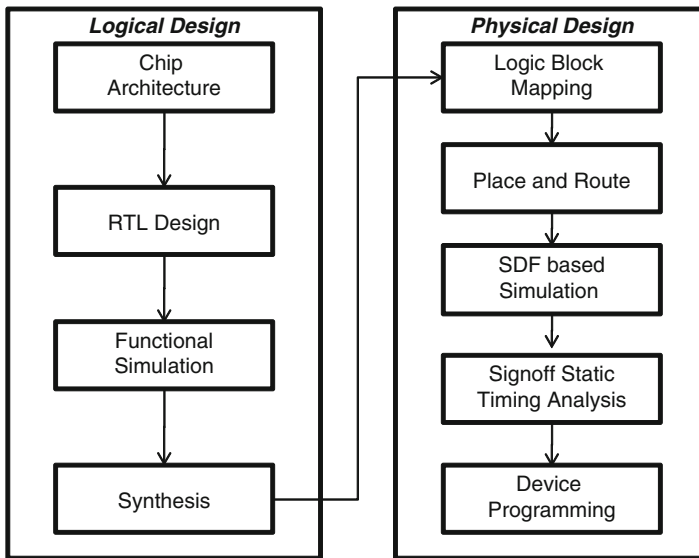 Logical Design
Chip
Architecture
RTL Design
Functional
Simulation
Synthesis
Physical Design
Logic Block
Mapping
Place and Route
SDF based
Simulation
Signoff Static
Timing Analysis
Device
Programming